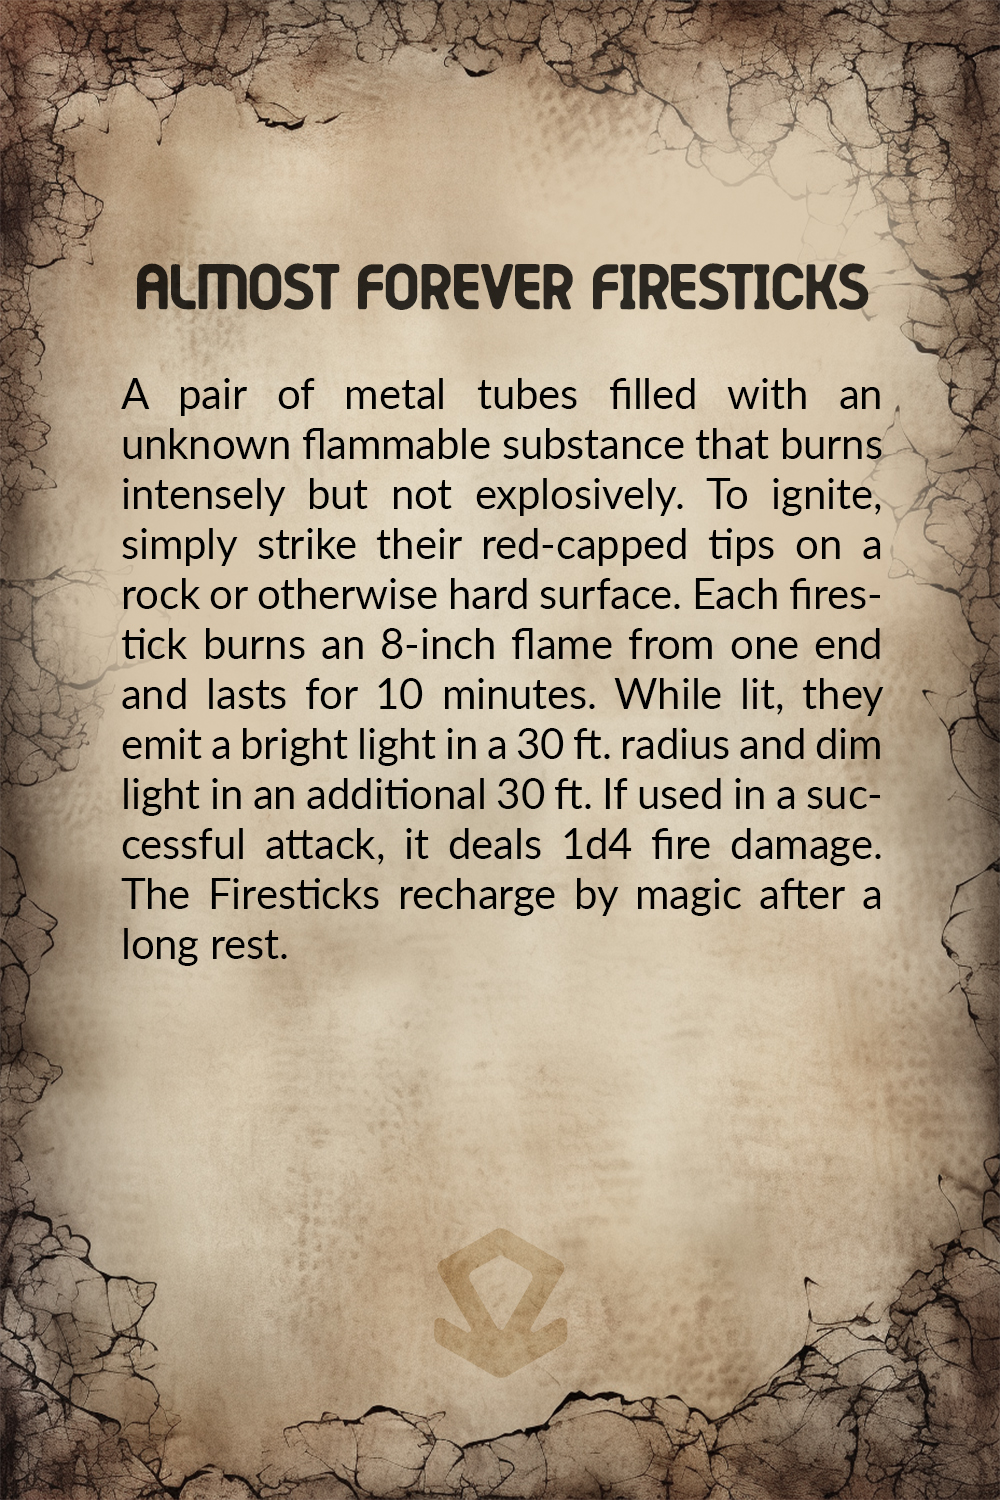 ALMOST FOREVER FIRESTICKS
A pair of metal tubes filled with an
unknown flammable substance that burns
intensely but not explosively. To ignite,
simply strike their red-capped tips on a
rock or otherwise hard surface. Each fires-
tick burns an 8-inch flame from one end
and lasts for 10 minutes. While lit, they
emit a bright light in a 30 ft. radius and dim
light in an additional 30 ft. If used in a suc-
cessful attack, it deals 1d4 fire damage.
The Firesticks recharge by magic after a
long rest.